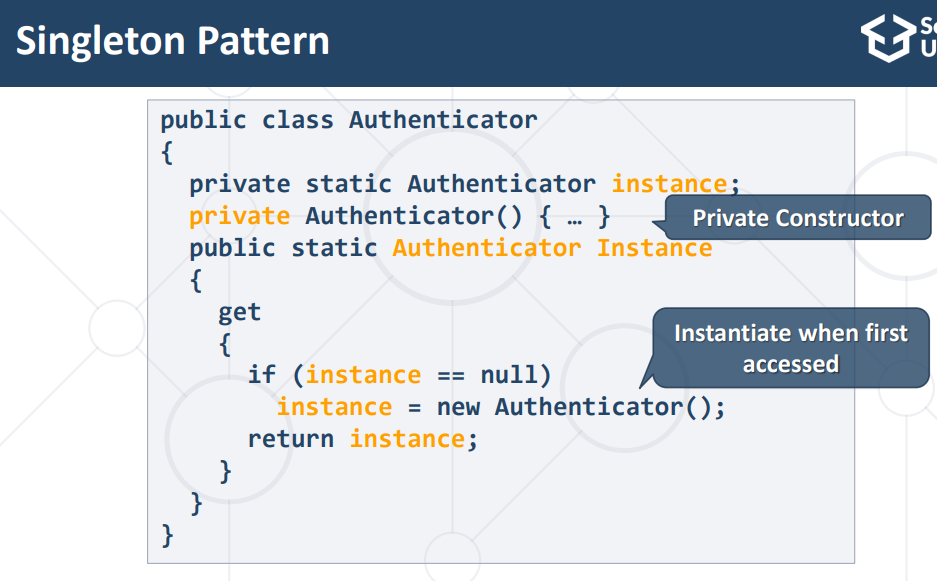 Singleton Pattern
public class Authenticator
{
private static Authenticator instance;
private Authenticator() { … }
Private Constructor
public static Authenticator Instance
{
get
{
Instantiate when first
accessed
if (instance == null)
instance = new Authenticator();
return instance;
}
}
}